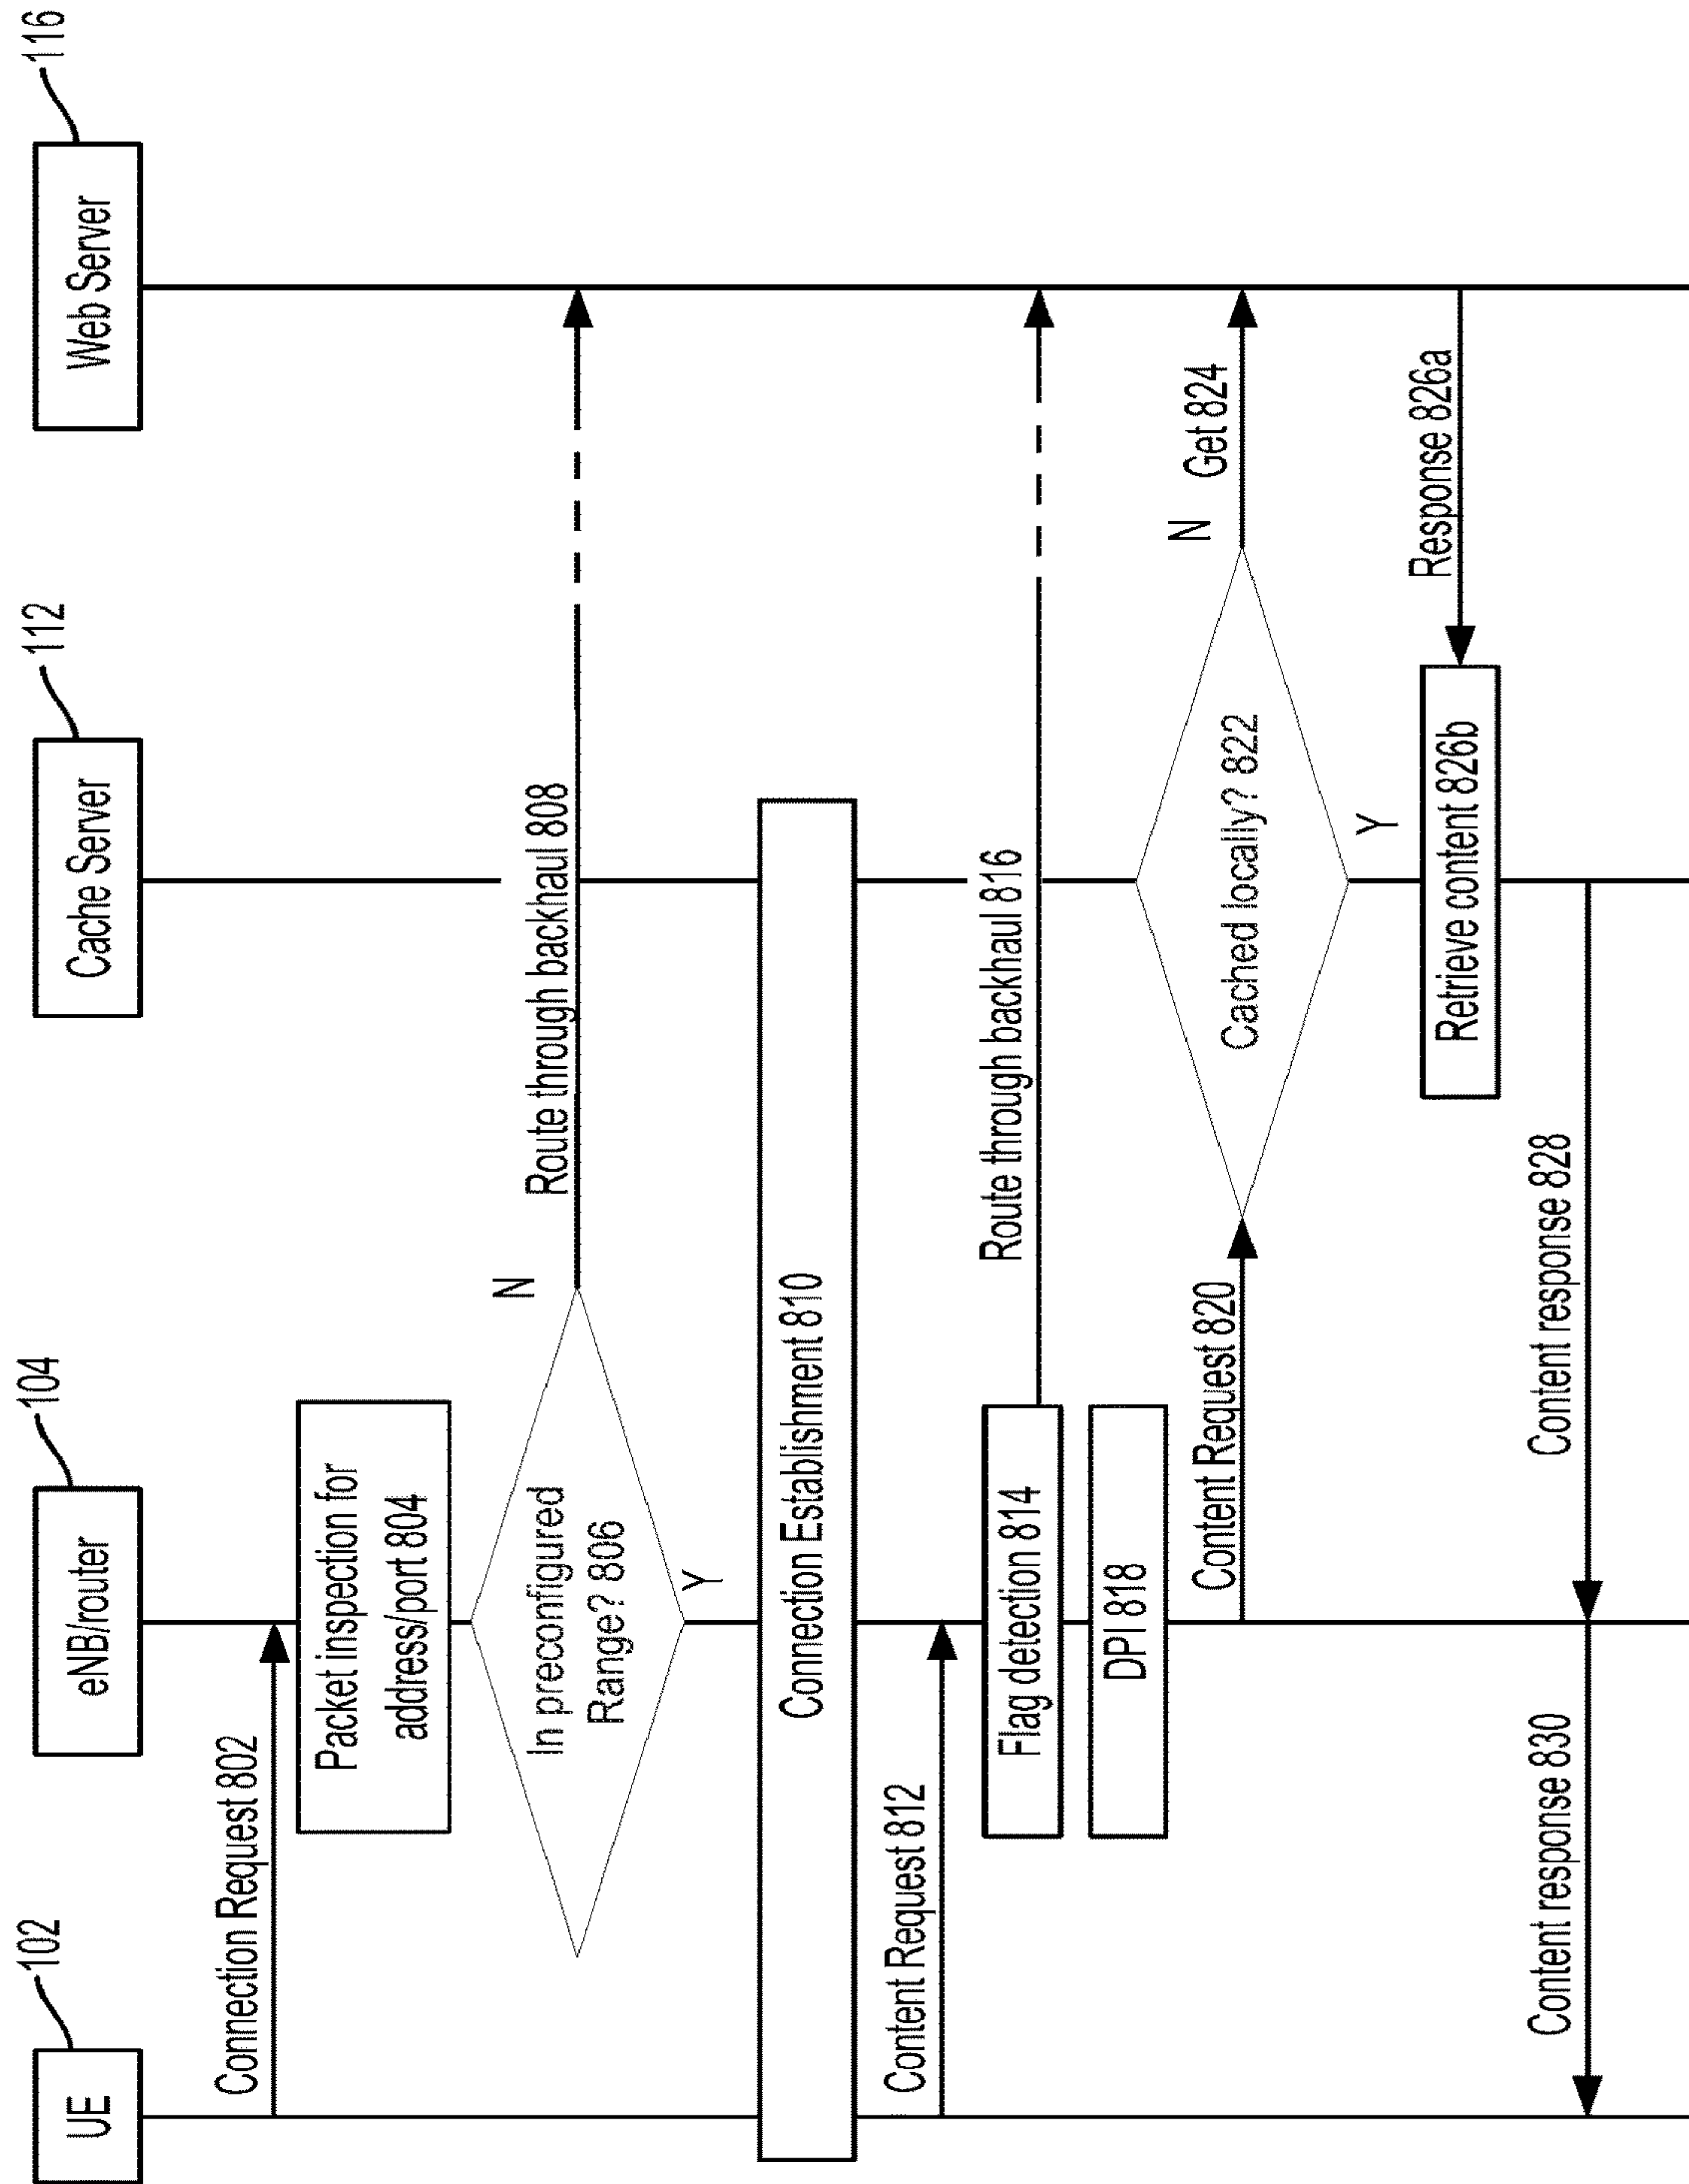 UE
102
eNB/router
104
Cache Server
112
Web Server
116
Connection Request 802
Packet inspection for
address/port 804
In preconfigured
Range? 806
N
Route through backhaul 808
Y
Connection Establishment 810
Content Request 812
Flag detection 814
Route through backhaul 816
DPI 818
Content Request 820
Cached locally? 822
N
Get 824
Y
Response 826a
Retrieve content 826b
Content response 828
Content response 830